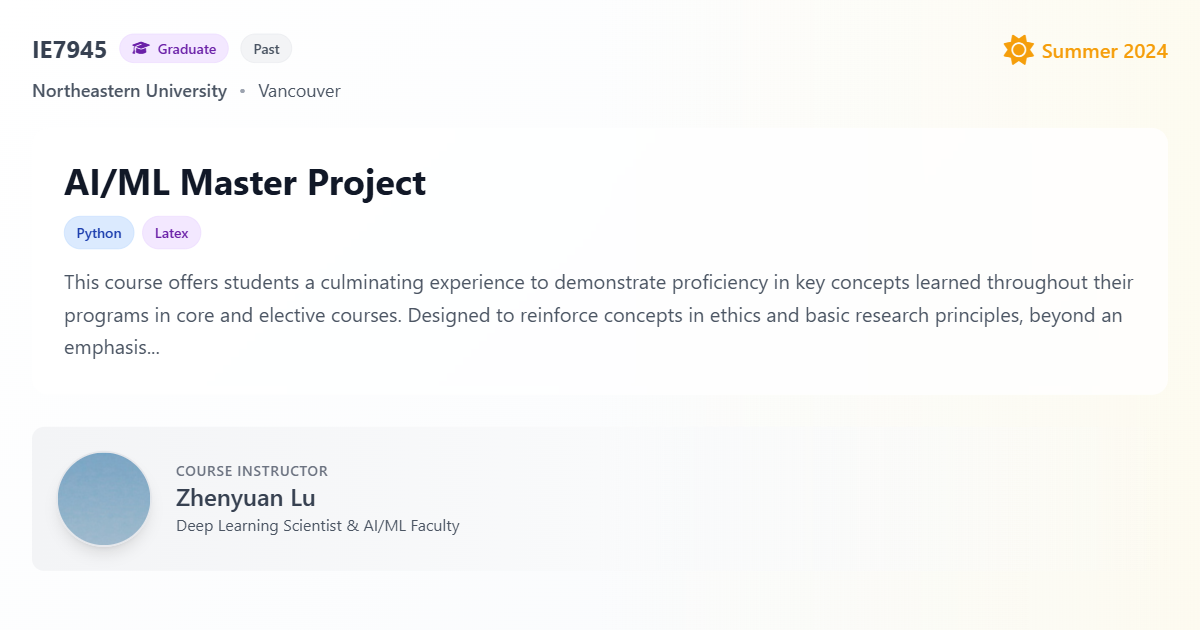 IE7945 Graduate Past
Summer 2024
Northeastern University • Vancouver
AI/ML Master Project
Python Latex
This course offers students a culminating experience to demonstrate proficiency in key concepts learned throughout their
programs in core and elective courses. Designed to reinforce concepts in ethics and basic research principles, beyond an
emphasis...
COURSE INSTRUCTOR
Zhenyuan Lu
Deep Learning Scientist & AI/ML Faculty